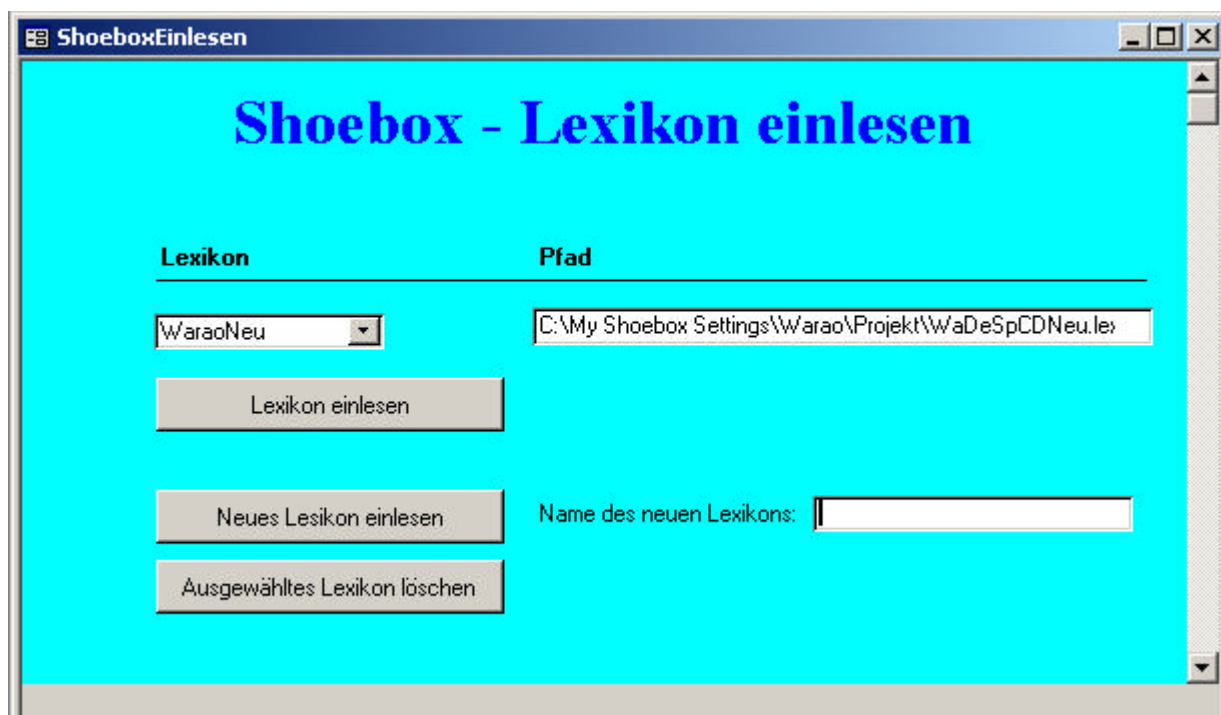 ShoeboxEinlesen
Shoebox - Lexikon einlesen
Lexikon Pfad
WaraoNeu C:\My Shoebox Settings\Warao\Projekt\WaDeSpCDNeu.lex
Lexikon einlesen
Neues Lesikon einlesen Name des neuen Lexikons:
Ausgewähltes Lexikon löschen